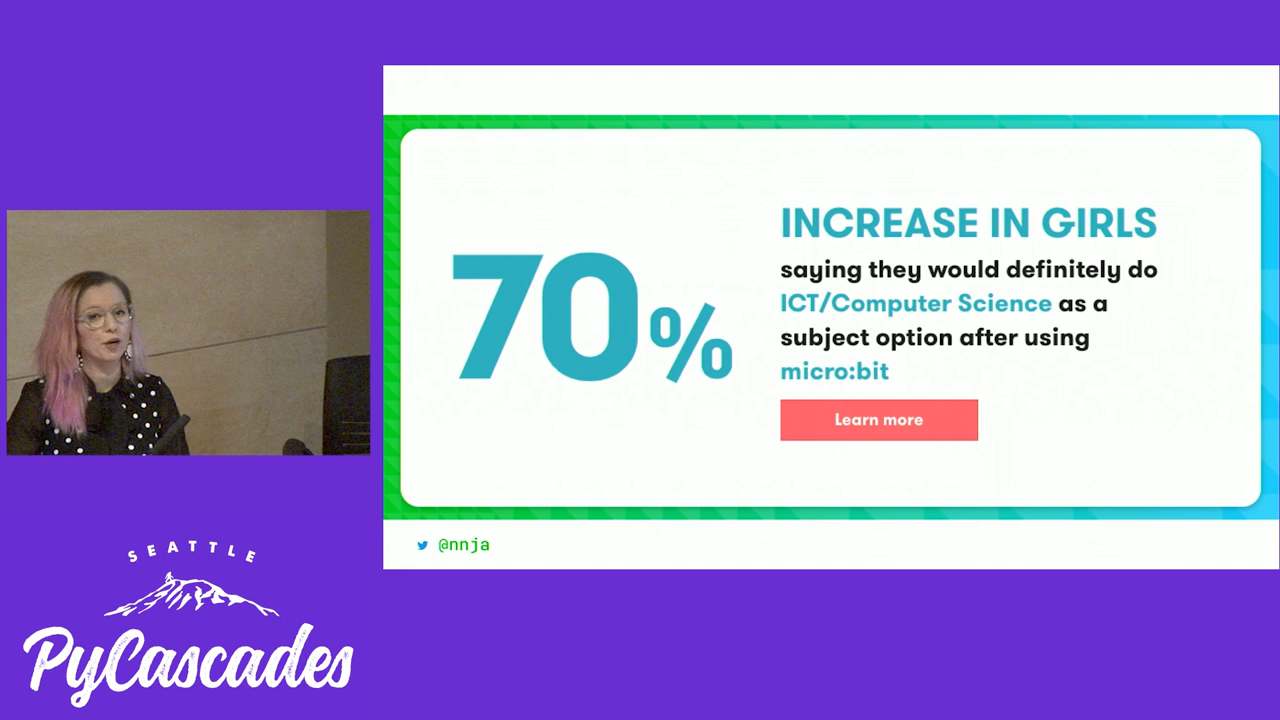 70%
INCREASE IN GIRLS
saying they would definitely do
ICT/Computer Science as a
subject option after using
micro:bit
Learn more
@nnja
SEATTLE
PyCascades